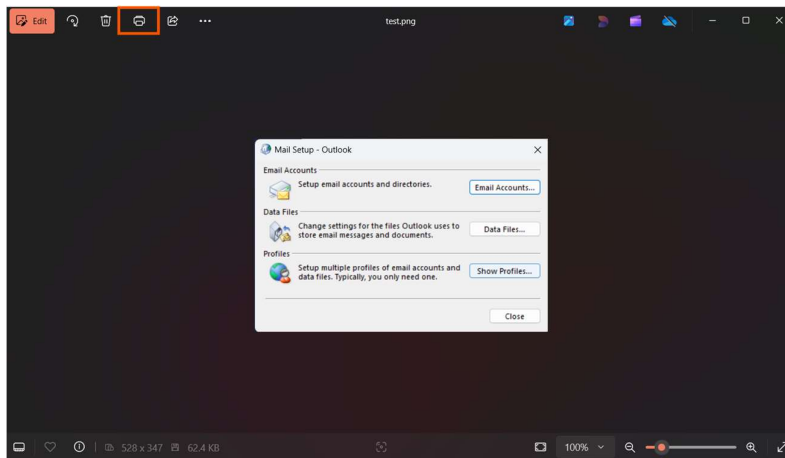 Edit
test.png
Mail Setup - Outlook
Email Accounts
Setup email accounts and directories.
Email Accounts...
Data Files
Change settings for the files Outlook uses to
store email messages and documents.
Data Files...
Profiles
Setup multiple profiles of email accounts and
data files. Typically, you only need one.
Show Profiles...
Close
528 x 347 62.4 KB
100%